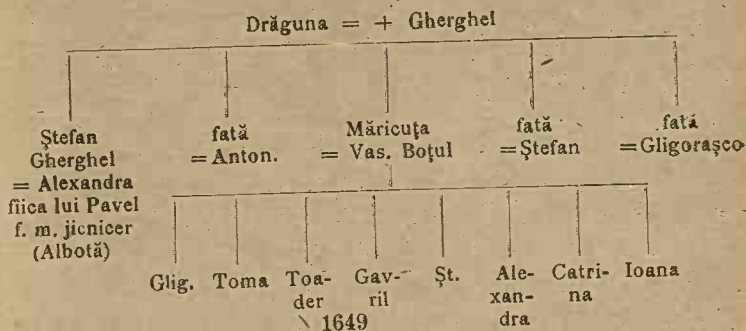 Drăguna = + Gherghel
Ştefan
Gherghel
= Alexandra
fiica lui Pavel
f. m. jicnicer
(Albotă)
fată
= Anton.
Măricuţa
= Vas. Boţul
fată
= Ştefan
fată
= Gligoraşco
Glig.
Toma
Toa-
der
1649
Gav-
ril
Şt.
Ale-
xan-
dra
Catri-
na
Ioana